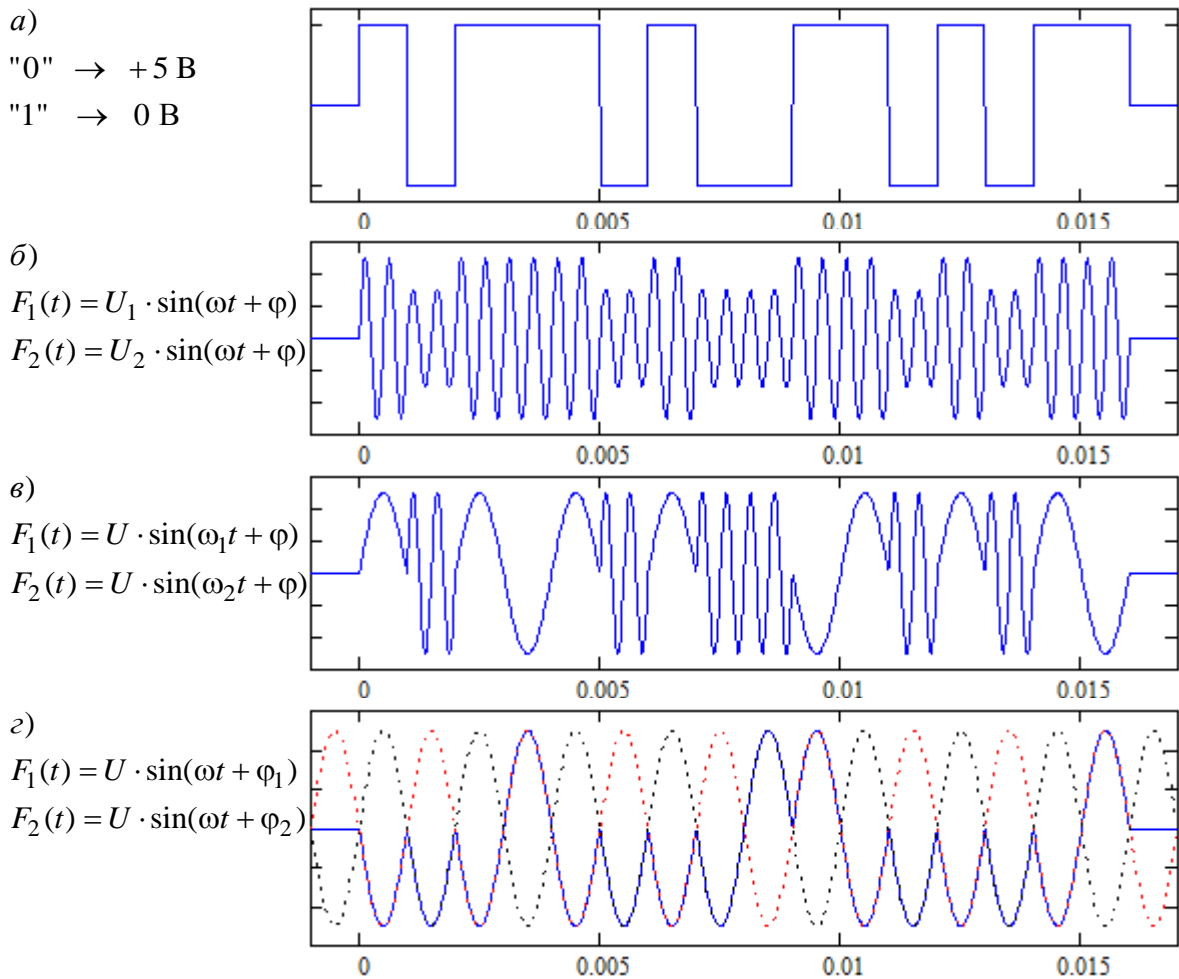 а)
"0" → +5 В
"1" → 0 В
0 0.005 0.01 0.015
б)
F₁(t) = U₁ · sin(ωt + φ)
F₂(t) = U₂ · sin(ωt + φ)
0 0.005 0.01 0.015
в)
F₁(t) = U · sin(ω₁t + φ)
F₂(t) = U · sin(ω₂t + φ)
0 0.005 0.01 0.015
г)
F₁(t) = U · sin(ωt + φ₁)
F₂(t) = U · sin(ωt + φ₂)
0 0.005 0.01 0.015